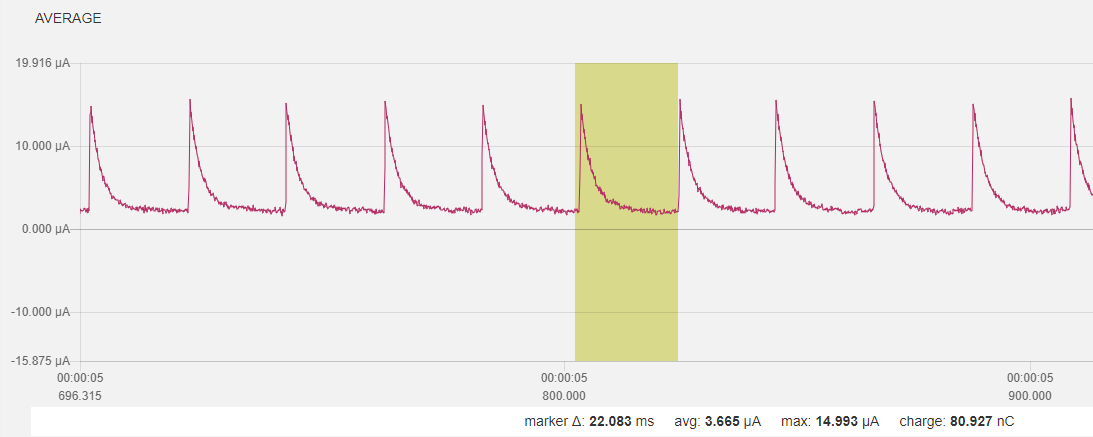 AVERAGE
19.916 µA
10.000 µA
0.000 µA
-10.000 µA
-15.875 µA
00:00:05 00:00:05 00:00:05
696.315 800.000 900.000
marker Δ: 22.083 ms avg: 3.665 µA max: 14.993 µA charge: 80.927 nC